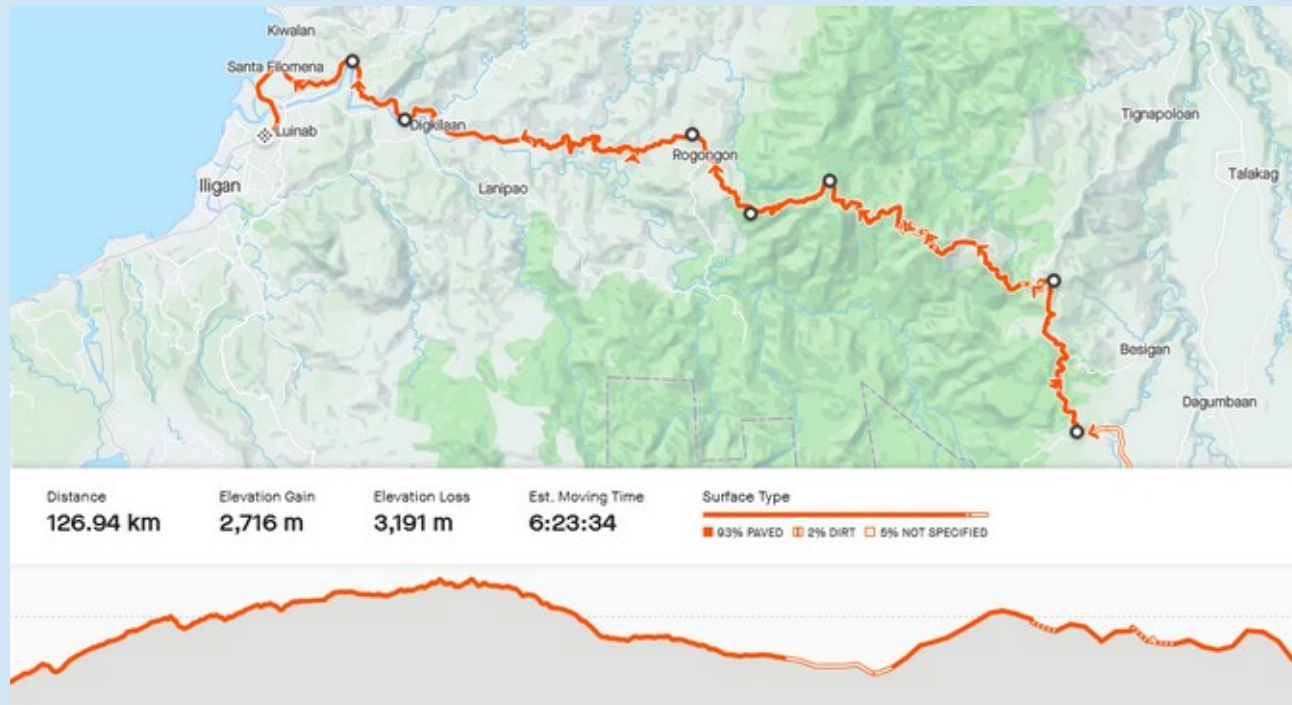 Kiwalan
Santa Filomena
Luinab
Iligan
Digkilaan
Lanipao
Rogongon
Tignapoloan
Talakag
Besigan
Dagumbaan
Distance
126.94 km
Elevation Gain
2,716 m
Elevation Loss
3,191 m
Est. Moving Time
6:23:34
Surface Type
93% PAVED 2% DIRT 5% NOT SPECIFIED